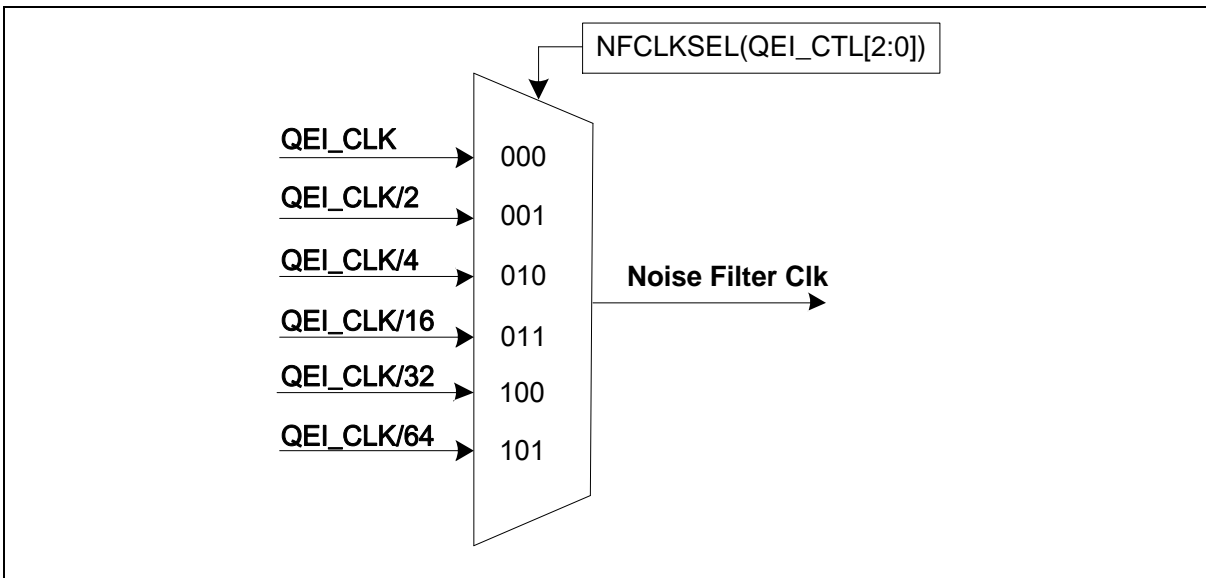 NFCLKSEL(QEI_CTL[2:0])
QEI_CLK
000
QEI_CLK/2
001
QEI_CLK/4
010
Noise Filter Clk
QEI_CLK/16
011
QEI_CLK/32
100
QEI_CLK/64
101